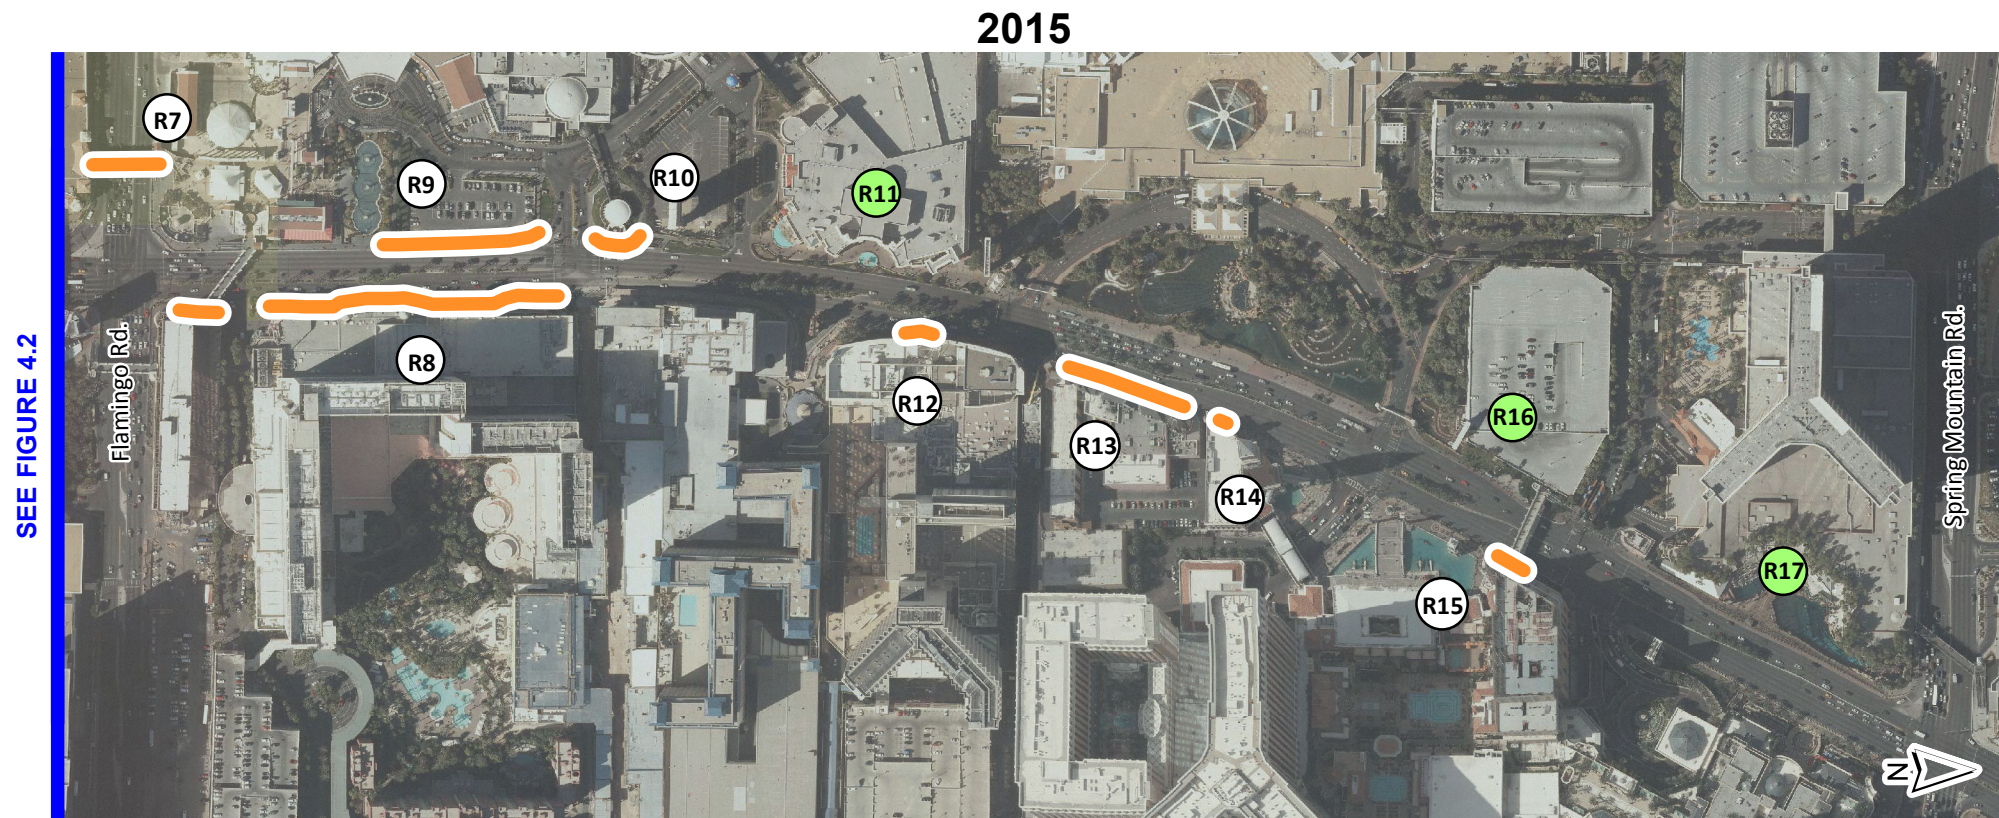 2015
R7
R9
R10
R11
R8
R12
R13
R14
R15
R16
R17
Flamingo Rd.
Spring Mountain Rd.
SEE FIGURE 4.2
N